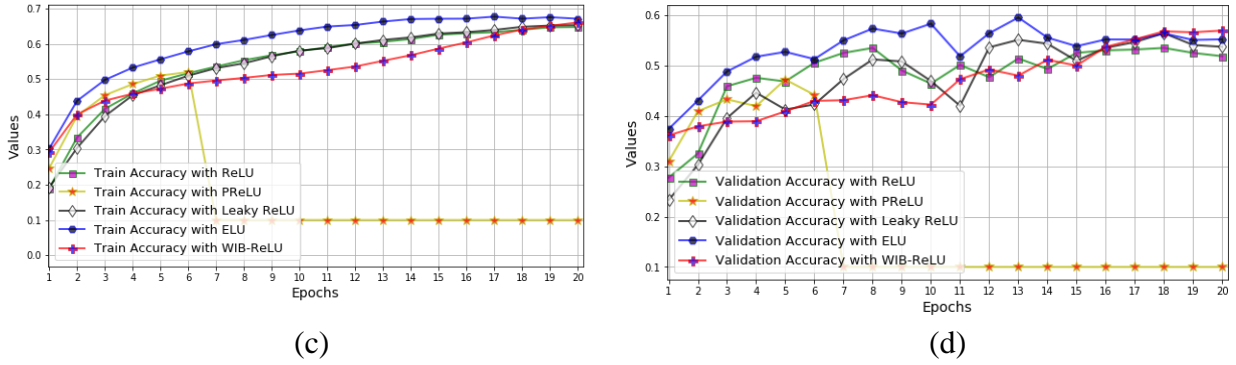 Values
0.7
0.6
0.5
0.4
0.3
0.2
0.1
0.0
Train Accuracy with ReLU
Train Accuracy with PReLU
Train Accuracy with Leaky ReLU
Train Accuracy with ELU
Train Accuracy with WIB-ReLU
1 2 3 4 5 6 7 8 9 10 11 12 13 14 15 16 17 18 19 20
Epochs
(c)
Values
0.6
0.5
0.4
0.3
0.2
0.1
Validation Accuracy with ReLU
Validation Accuracy with PReLU
Validation Accuracy with Leaky ReLU
Validation Accuracy with ELU
Validation Accuracy with WIB-ReLU
1 2 3 4 5 6 7 8 9 10 11 12 13 14 15 16 17 18 19 20
Epochs
(d)